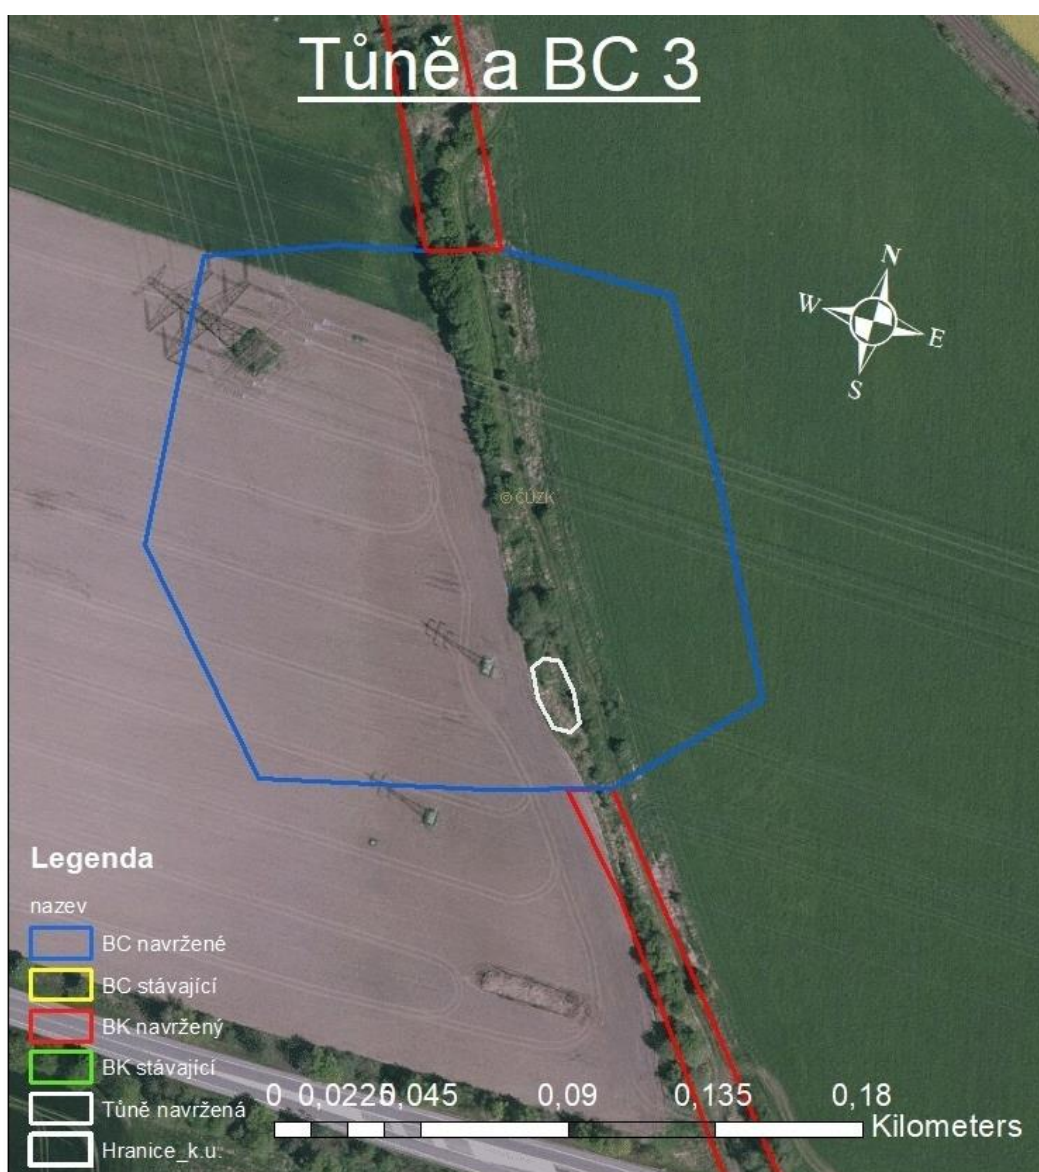 Tůně a BC 3
N
W
E
S
© ČÚZK
Legenda
nazev
BC navržené
BC stávající
BK navržený
BK stávající
Tůně navržená
Hranice_k.u.
0 0,0225 0,045 0,09 0,135 0,18
Kilometers